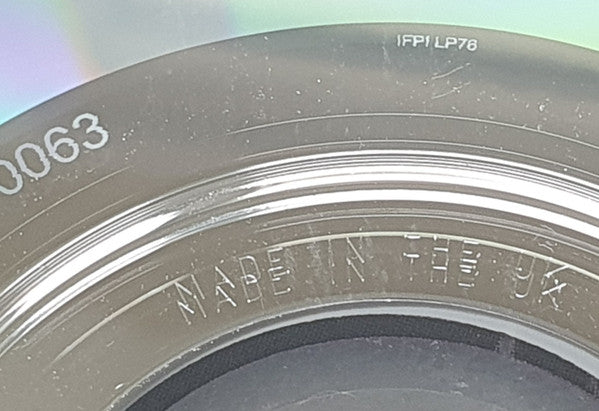 IFPI LP76
0063
MADE IN THE UK